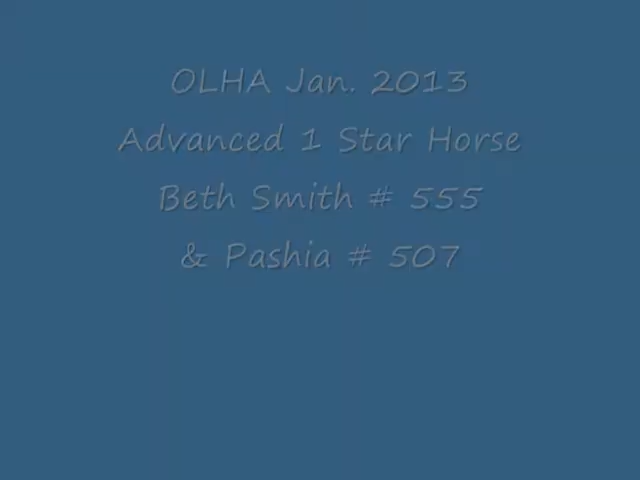 OLHA Jan. 2013
Advanced 1 Star Horse
Beth Smith # 555
& Pashia # 507